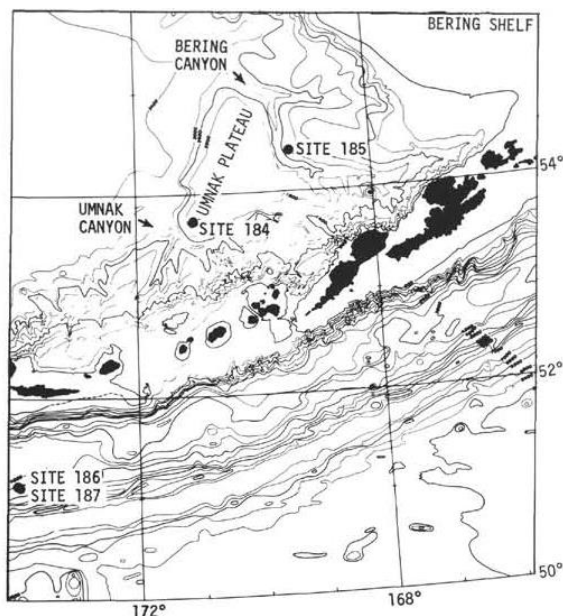 BERING SHELF
BERING
CANYON
UMNAK PLATEAU
SITE 185
54°
UMNAK
CANYON
SITE 184
52°
SITE 186
SITE 187
50°
172°
168°